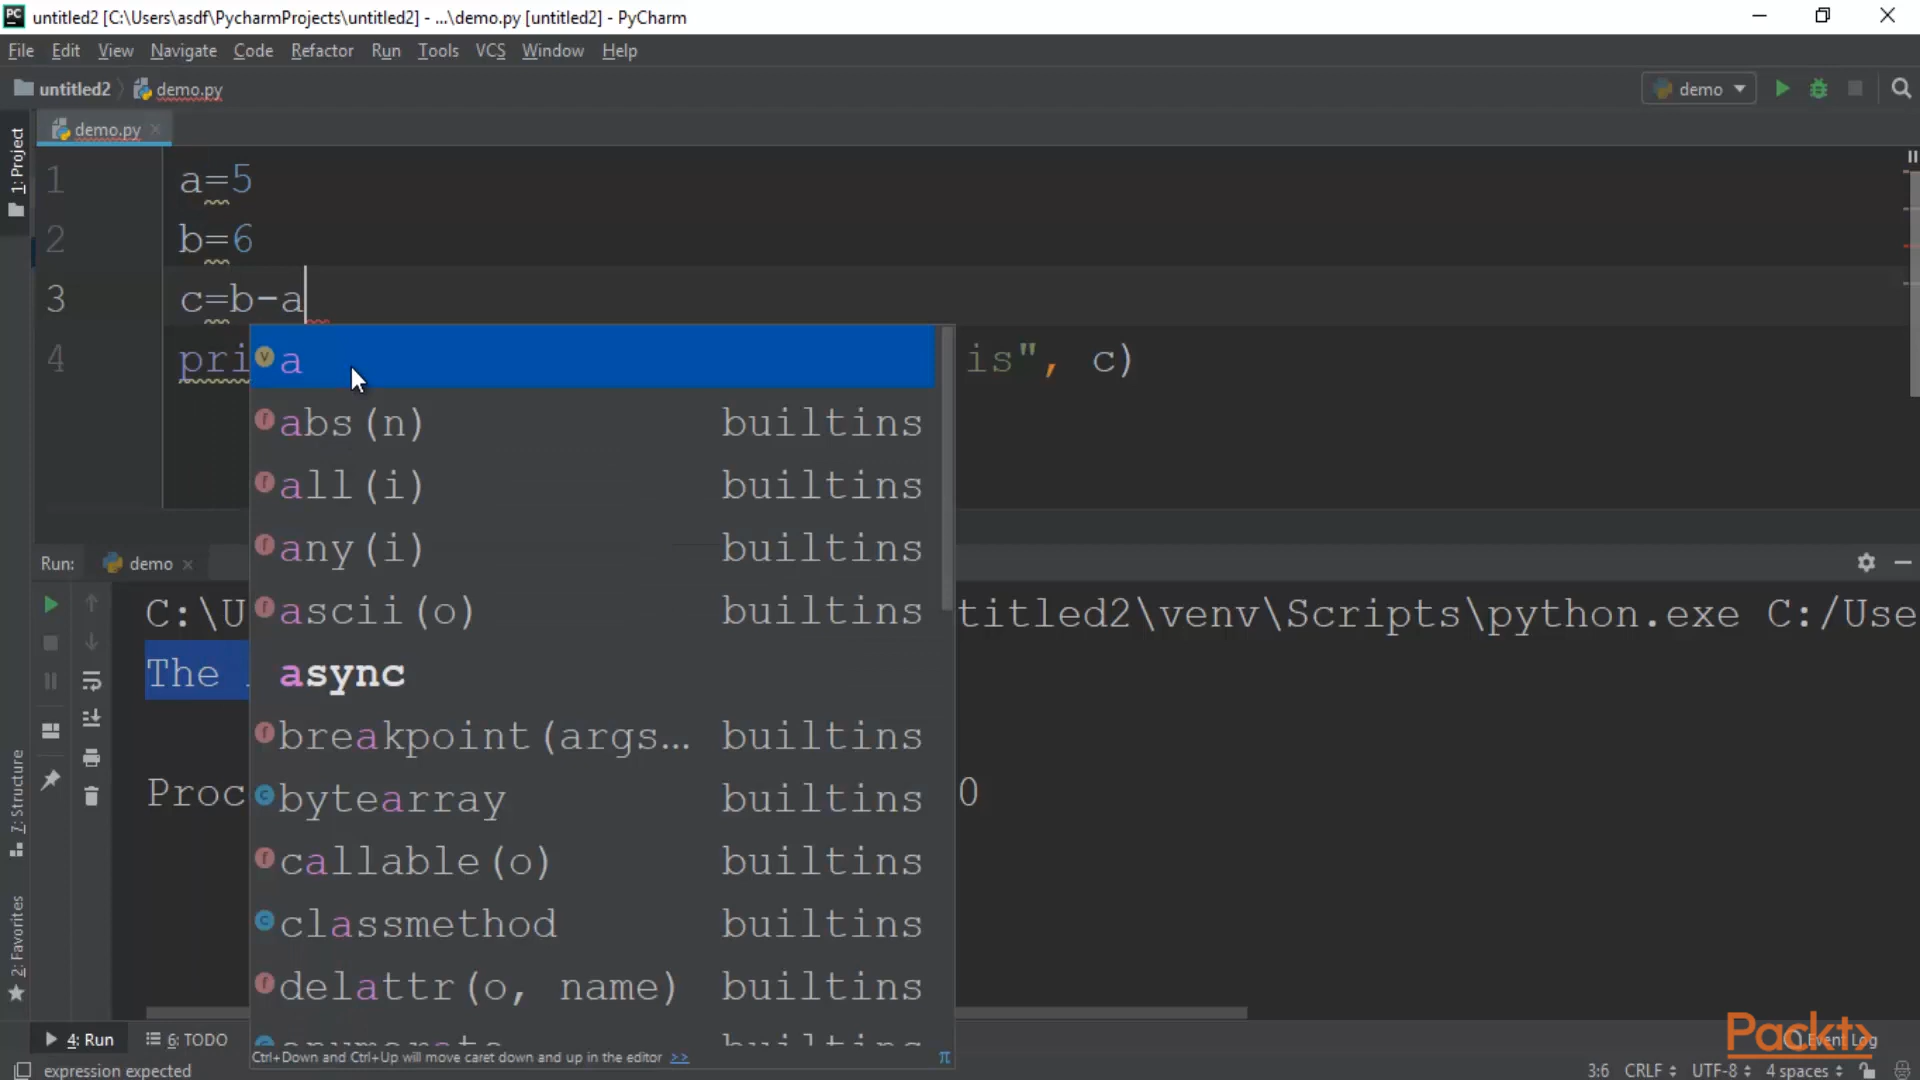 untitled2 [C:\Users\asdf\PycharmProjects\untitled2] - ...\demo.py [untitled2] - PyCharm
File Edit View Navigate Code Refactor Run Tools VCS Window Help
untitled2 demo.py demo
demo.py
1: Project
1 a=5
2 b=6
3 c=b-a
4 pri is", c)
a
abs(n) builtins
all(i) builtins
any(i) builtins
ascii(o) builtins
async
breakpoint(args... builtins
bytearray builtins
callable(o) builtins
classmethod builtins
delattr(o, name) builtins
Ctrl+Down and Ctrl+Up will move caret down and up in the editor >> π
Run: demo
C:\U titled2\venv\Scripts\python.exe C:/Use
The
Proc 0
7: Structure
2: Favorites
4: Run 6: TODO Event Log
Packt>
expression expected 3:6 CRLF UTF-8 4 spaces